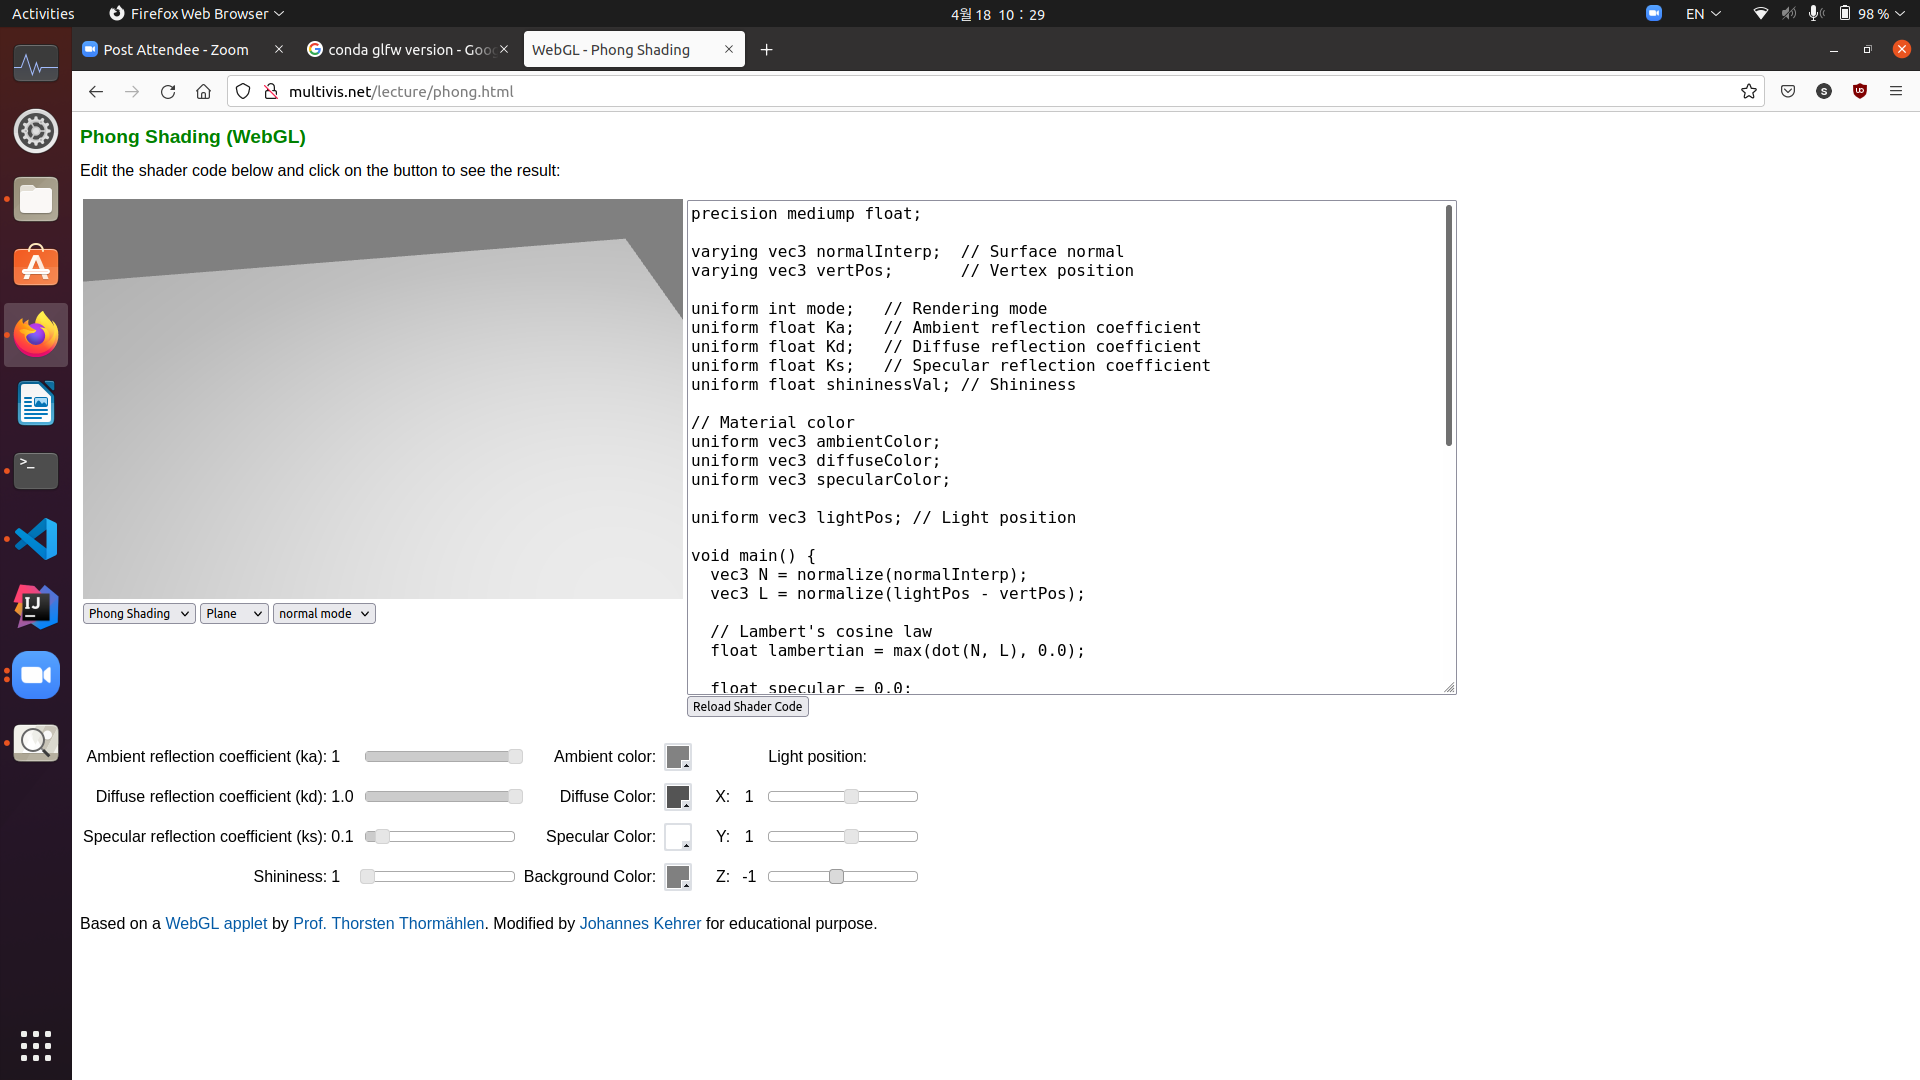 Activities
Firefox Web Browser
4월 18 10 : 29
EN
98 %
Post Attendee - Zoom
conda glfw version - Goo
WebGL - Phong Shading
multivis.net/lecture/phong.html
Phong Shading (WebGL)
Edit the shader code below and click on the button to see the result:
precision mediump float;
varying vec3 normalInterp;  // Surface normal
varying vec3 vertPos;       // Vertex position
uniform int mode;   // Rendering mode
uniform float Ka;   // Ambient reflection coefficient
uniform float Kd;   // Diffuse reflection coefficient
uniform float Ks;   // Specular reflection coefficient
uniform float shininessVal; // Shininess
// Material color
uniform vec3 ambientColor;
uniform vec3 diffuseColor;
uniform vec3 specularColor;
uniform vec3 lightPos; // Light position
void main() {
  vec3 N = normalize(normalInterp);
  vec3 L = normalize(lightPos - vertPos);
  // Lambert's cosine law
  float lambertian = max(dot(N, L), 0.0);
  float specular = 0.0;
Phong Shading
Plane
normal mode
Reload Shader Code
Ambient reflection coefficient (ka): 1
Ambient color:
Light position:
Diffuse reflection coefficient (kd): 1.0
Diffuse Color:
X: 1
Specular reflection coefficient (ks): 0.1
Specular Color:
Y: 1
Shininess: 1
Background Color:
Z: -1
Based on a WebGL applet by Prof. Thorsten Thormählen. Modified by Johannes Kehrer for educational purpose.